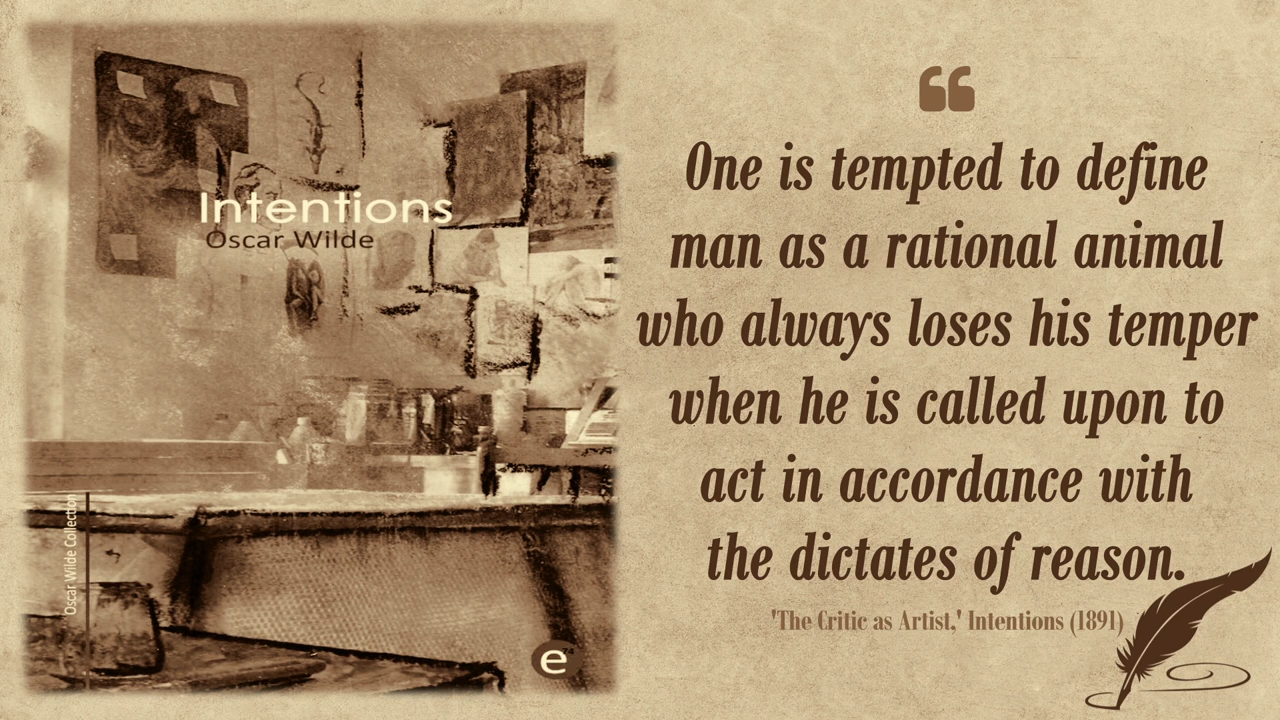 Intentions
Oscar Wilde
Oscar Wilde Collection
e
74
“
One is tempted to define
man as a rational animal
who always loses his temper
when he is called upon to
act in accordance with
the dictates of reason.
'The Critic as Artist,' Intentions (1891)